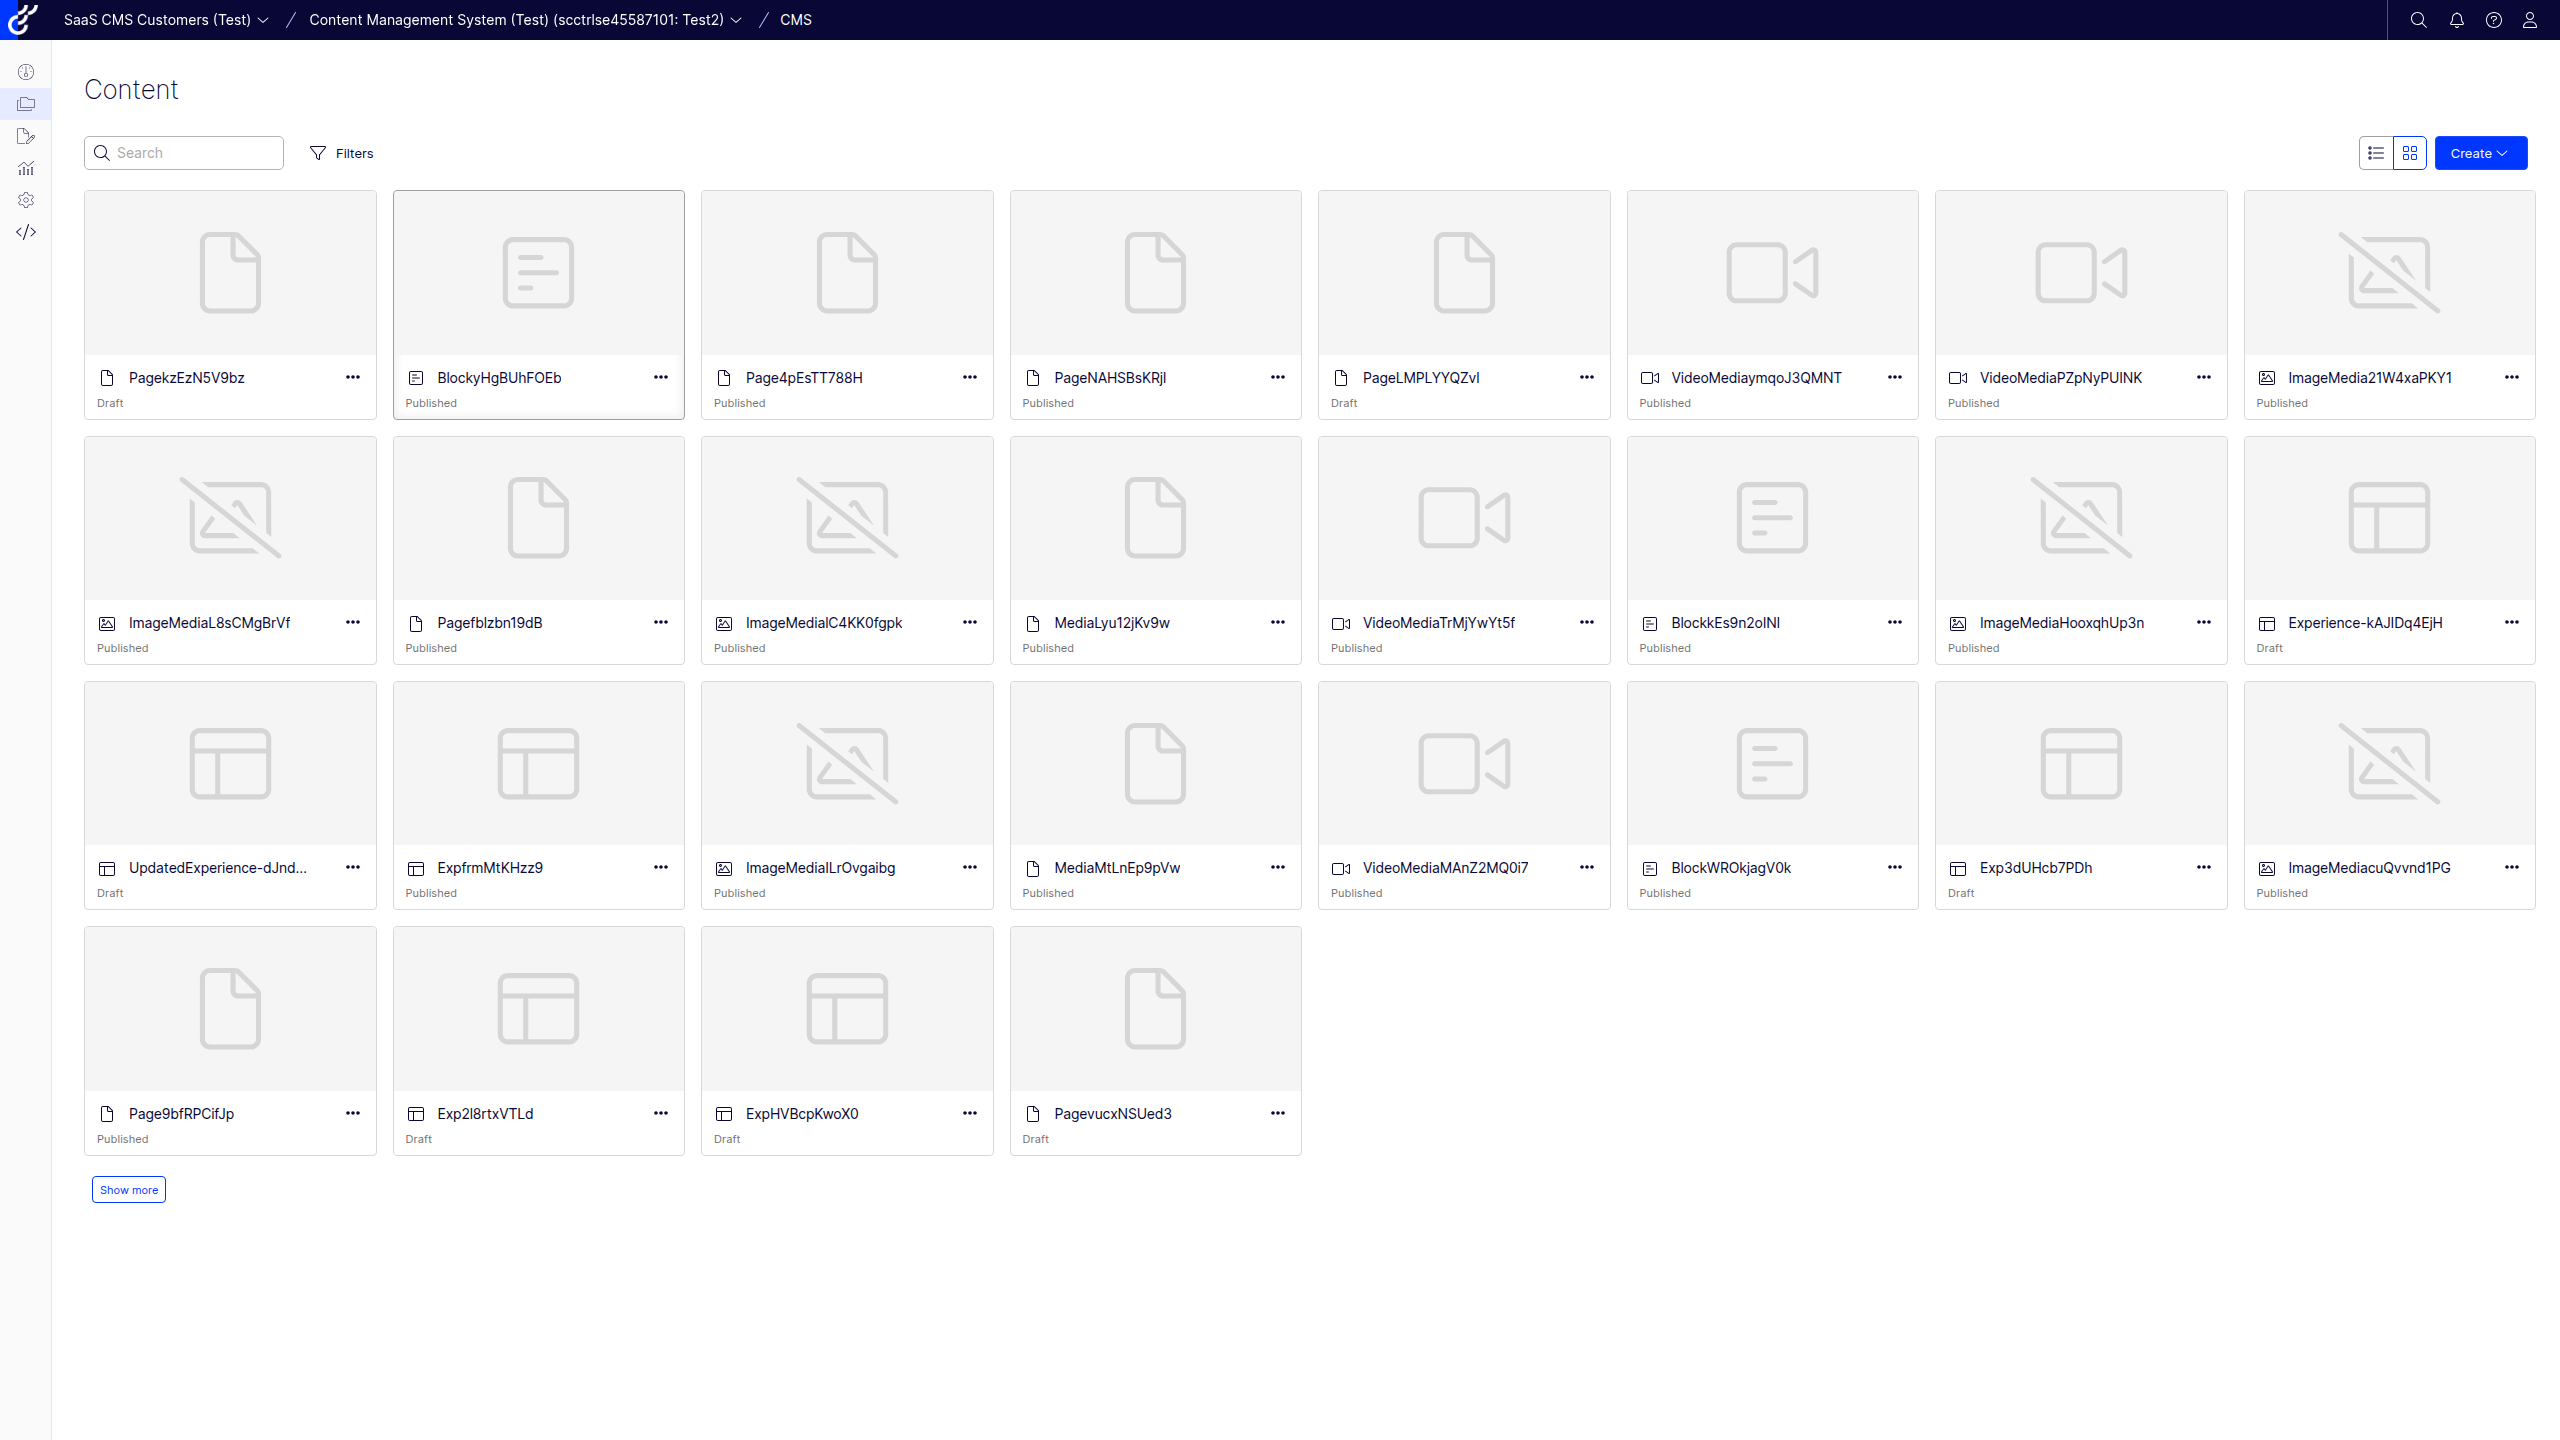 SaaS CMS Customers (Test) / Content Management System (Test) (scctrlse45587101: Test2) / CMS
Content
Search Filters Create
PagekzEzN5V9bz BlockyHgBUhFOEb Page4pEsTT788H PageNAHSBsKRjl PageLMPLYYQZvI VideoMediaymqoJ3QMNT VideoMediaPZpNyPUINK ImageMedia21W4xaPKY1
Draft Published Published Published Draft Published Published Published
ImageMediaL8sCMgBrVf Pagefblzbn19dB ImageMediaIC4KK0fgpk MediaLyu12jKv9w VideoMediaTrMjYwYt5f BlockkEs9n2oINI ImageMediaHooxqhUp3n Experience-kAJIDq4EjH
Published Published Published Published Published Published Published Draft
UpdatedExperience-dJnd... ExpfrmMtKHzz9 ImageMediaILrOvgaibg MediaMtLnEp9pVw VideoMediaMAnZ2MQ0i7 BlockWROkjagV0k Exp3dUHcb7PDh ImageMediacuQvvnd1PG
Draft Published Published Published Published Published Draft Published
Page9bfRPCifJp Exp2I8rtxVTLd ExpHVBcpKwoX0 PagevucxNSUed3
Published Draft Draft Draft
Show more